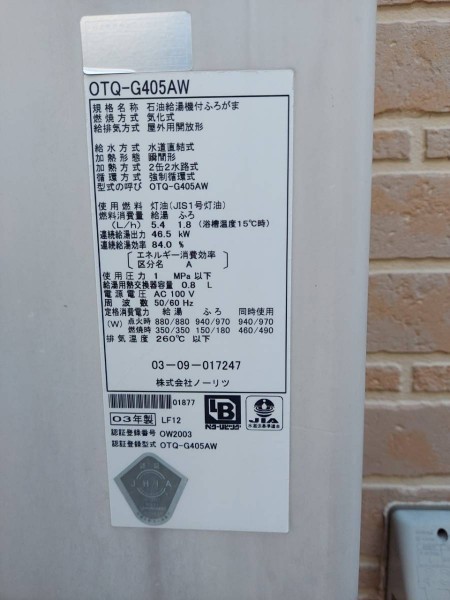 OTQ-G405AW
規格名称 石油給湯機付ふろがま
燃焼方式 気化式
給排気方式 屋外用開放形
給水方式 水道直結式
加熱形式 瞬間形
加熱方式 2缶2水路式
循環方式 強制循環式
型式の呼び OTQ-G405AW
使用燃料 灯油(JIS1号灯油)
燃料消費量 給湯 ふろ
(L/h) 5.4 1.8 (浴槽温度15℃時)
連続給湯出力 46.5 kW
連続給湯効率 84.0 %
[エネルギー消費効率]
[区分名 A]
使用圧力 1 MPa以下
給湯用熱交換器容量 0.8 L
電源電圧 AC 100 V
周波数 50/60 Hz
定格消費電力 給湯 ふろ 同時使用
(W) 点火時 880/880 940/970 940/970
燃焼時 350/350 150/180 460/490
排気温度 260℃ 以下
03-09-017247
株式会社ノーリツ
01877
03年製 LF12
BL
JIA
認証登録番号 OW2003
認証登録型式 OTQ-G405AW
JHIA